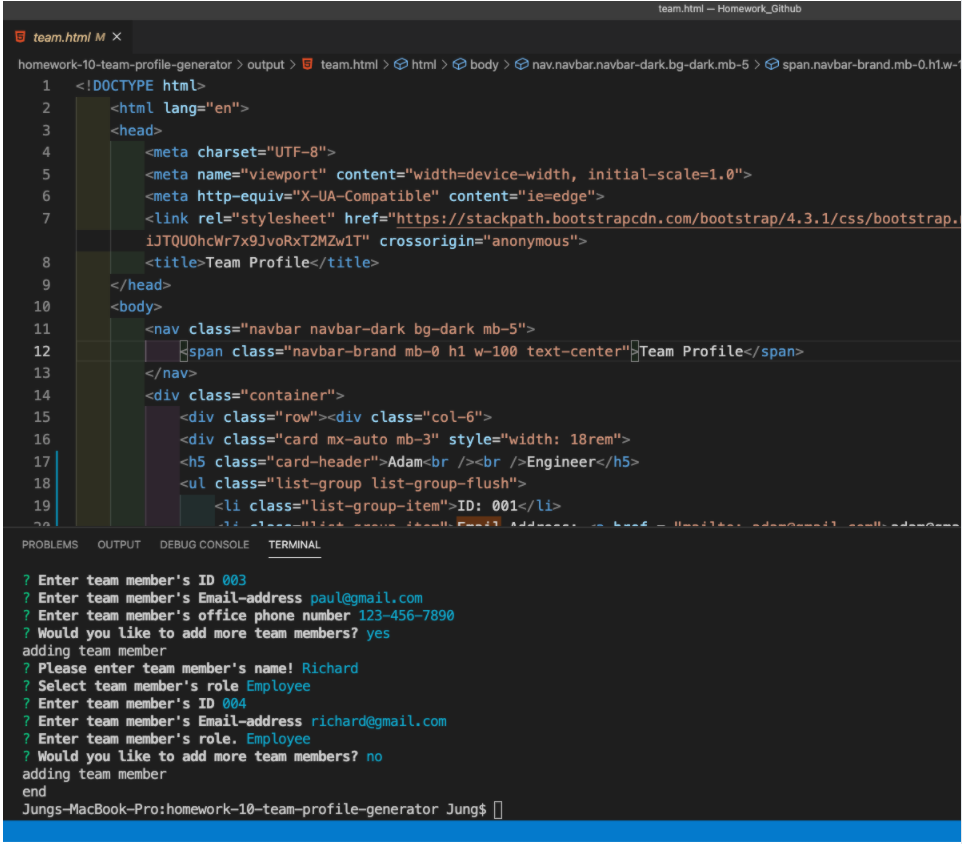 team.html — Homework_Github
team.html M ×
homework-10-team-profile-generator > output > team.html > html > body > nav.navbar.navbar-dark.bg-dark.mb-5 > span.navbar-brand.mb-0.h1.w-1
1 <!DOCTYPE html>
2 <html lang="en">
3 <head>
4 <meta charset="UTF-8">
5 <meta name="viewport" content="width=device-width, initial-scale=1.0">
6 <meta http-equiv="X-UA-Compatible" content="ie=edge">
7 <link rel="stylesheet" href="https://stackpath.bootstrapcdn.com/bootstrap/4.3.1/css/bootstrap.
iJTQUOhcWr7x9JvoRxT2MZw1T" crossorigin="anonymous">
8 <title>Team Profile</title>
9 </head>
10 <body>
11 <nav class="navbar navbar-dark bg-dark mb-5">
12 <span class="navbar-brand mb-0 h1 w-100 text-center">Team Profile</span>
13 </nav>
14 <div class="container">
15 <div class="row"><div class="col-6">
16 <div class="card mx-auto mb-3" style="width: 18rem">
17 <h5 class="card-header">Adam<br /><br />Engineer</h5>
18 <ul class="list-group list-group-flush">
19 <li class="list-group-item">ID: 001</li>
20 <li class="list-group-item">Email Address: <a href = "mailto: adam@gmail.com">
PROBLEMS OUTPUT DEBUG CONSOLE TERMINAL
? Enter team member's ID 003
? Enter team member's Email-address paul@gmail.com
? Enter team member's office phone number 123-456-7890
? Would you like to add more team members? yes
adding team member
? Please enter team member's name! Richard
? Select team member's role Employee
? Enter team member's ID 004
? Enter team member's Email-address richard@gmail.com
? Enter team member's role. Employee
? Would you like to add more team members? no
adding team member
end
Jungs-MacBook-Pro:homework-10-team-profile-generator Jung$